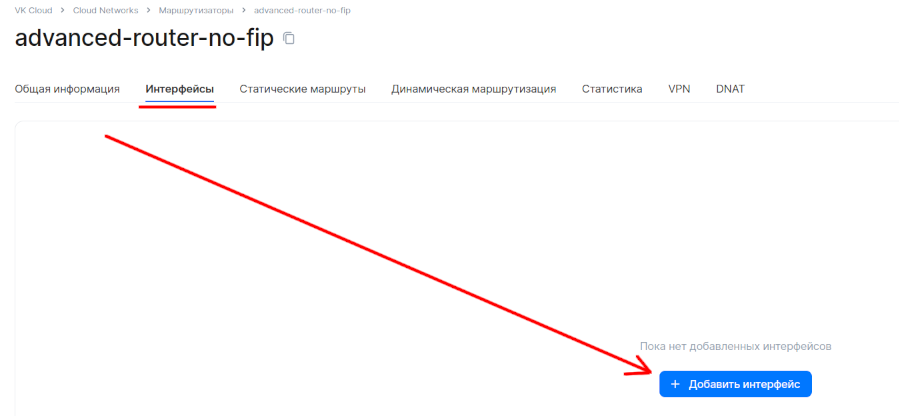 VK Cloud > Cloud Networks > Маршрутизаторы > advanced-router-no-fip
advanced-router-no-fip
Общая информация Интерфейсы Статические маршруты Динамическая маршрутизация Статистика VPN DNAT
Пока нет добавленных интерфейсов
+ Добавить интерфейс